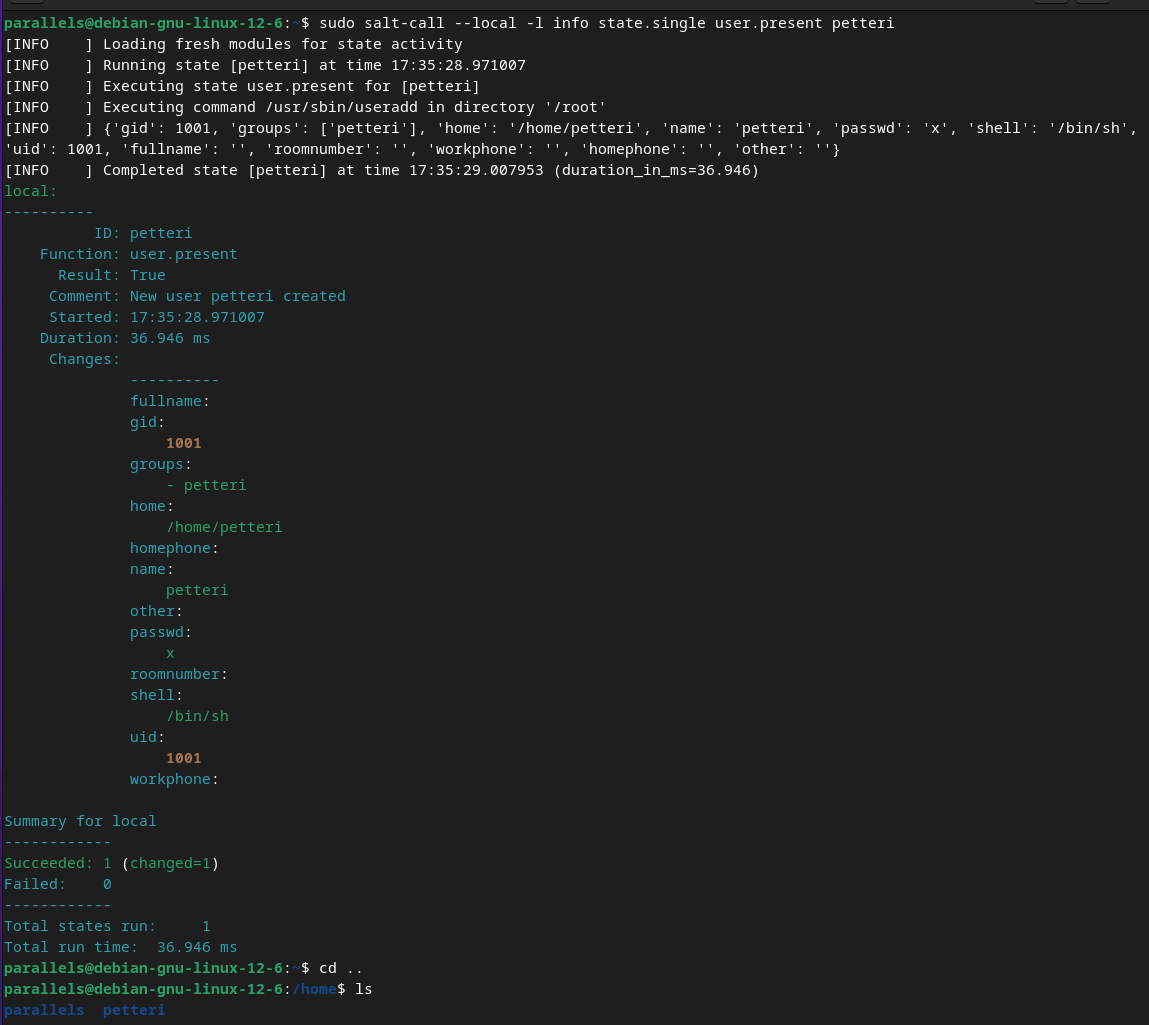 parallels@debian-gnu-linux-12-6:~$ sudo salt-call --local -l info state.single user.present petteri
[INFO    ] Loading fresh modules for state activity
[INFO    ] Running state [petteri] at time 17:35:28.971007
[INFO    ] Executing state user.present for [petteri]
[INFO    ] Executing command /usr/sbin/useradd in directory '/root'
[INFO    ] {'gid': 1001, 'groups': ['petteri'], 'home': '/home/petteri', 'name': 'petteri', 'passwd': 'x', 'shell': '/bin/sh',
'uid': 1001, 'fullname': '', 'roomnumber': '', 'workphone': '', 'homephone': '', 'other': ''}
[INFO    ] Completed state [petteri] at time 17:35:29.007953 (duration_in_ms=36.946)
local:
----------
          ID: petteri
    Function: user.present
      Result: True
     Comment: New user petteri created
     Started: 17:35:28.971007
    Duration: 36.946 ms
     Changes:
              ----------
              fullname:
              gid:
                  1001
              groups:
                  - petteri
              home:
                  /home/petteri
              homephone:
              name:
                  petteri
              other:
              passwd:
                  x
              roomnumber:
              shell:
                  /bin/sh
              uid:
                  1001
              workphone:

Summary for local
------------
Succeeded: 1 (changed=1)
Failed:    0
------------
Total states run:     1
Total run time:  36.946 ms
parallels@debian-gnu-linux-12-6:~$ cd ..
parallels@debian-gnu-linux-12-6:/home$ ls
parallels  petteri